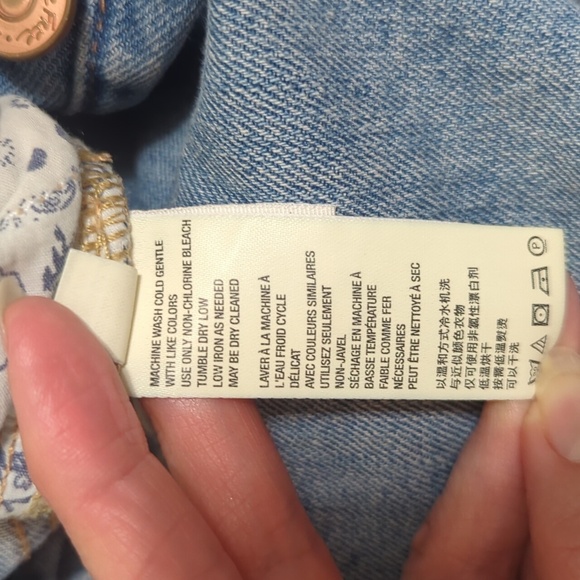 MACHINE WASH COLD GENTLE
WITH LIKE COLORS
USE ONLY NON-CHLORINE BLEACH
TUMBLE DRY LOW
LOW IRON AS NEEDED
MAY BE DRY CLEANED
LAVER À LA MACHINE À
L'EAU FROID CYCLE
DÉLICAT
AVEC COULEURS SIMILAIRES
UTILISEZ SEULEMENT
NON-JAVEL
SÉCHAGE EN MACHINE À
BASSE TEMPÉRATURE
FAIBLE COMME FER
NÉCESSAIRES
PEUT ÊTRE NETTOYÉ À SEC
以温和方式冷水机洗
与近似颜色衣物
仅可使用非氯性漂白剂
低温烘干
按需低温熨烫
可以干洗
P